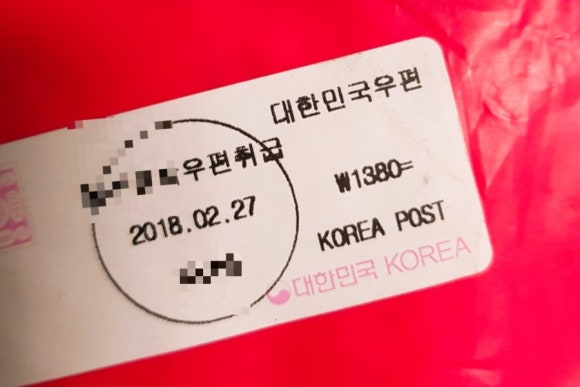 대한민국우편
우편취급
2018.02.27
₩1380=
KOREA POST
대한민국 KOREA